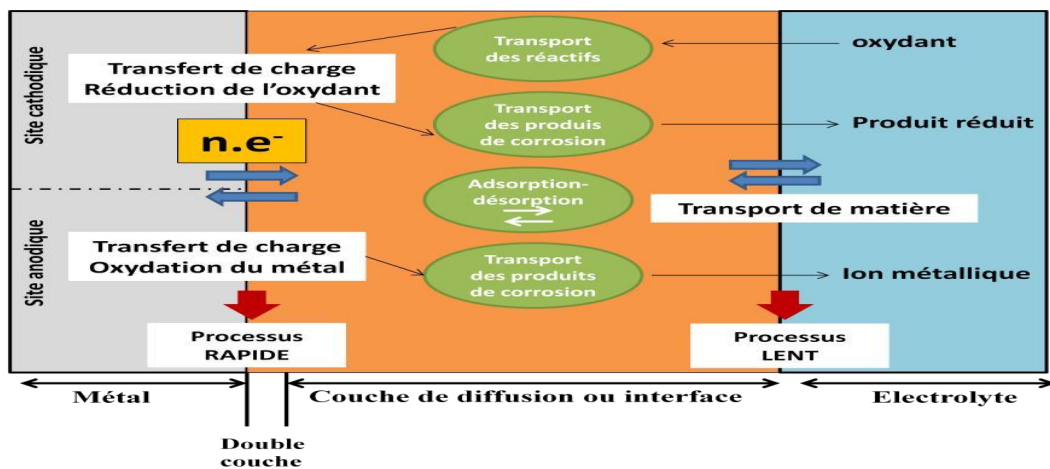 Site cathodique
Transport
des réactifs
oxydant
Transfert de charge
Réduction de l’oxydant
Transport
des produis
de corrosion
Produit réduit
n.e-
Adsorption-
désorption
Transport de matière
Site anodique
Transfert de charge
Oxydation du métal
Transport
des produits
de corrosion
Ion métallique
Processus
RAPIDE
Processus
LENT
Métal
Couche de diffusion ou interface
Electrolyte
Double
couche